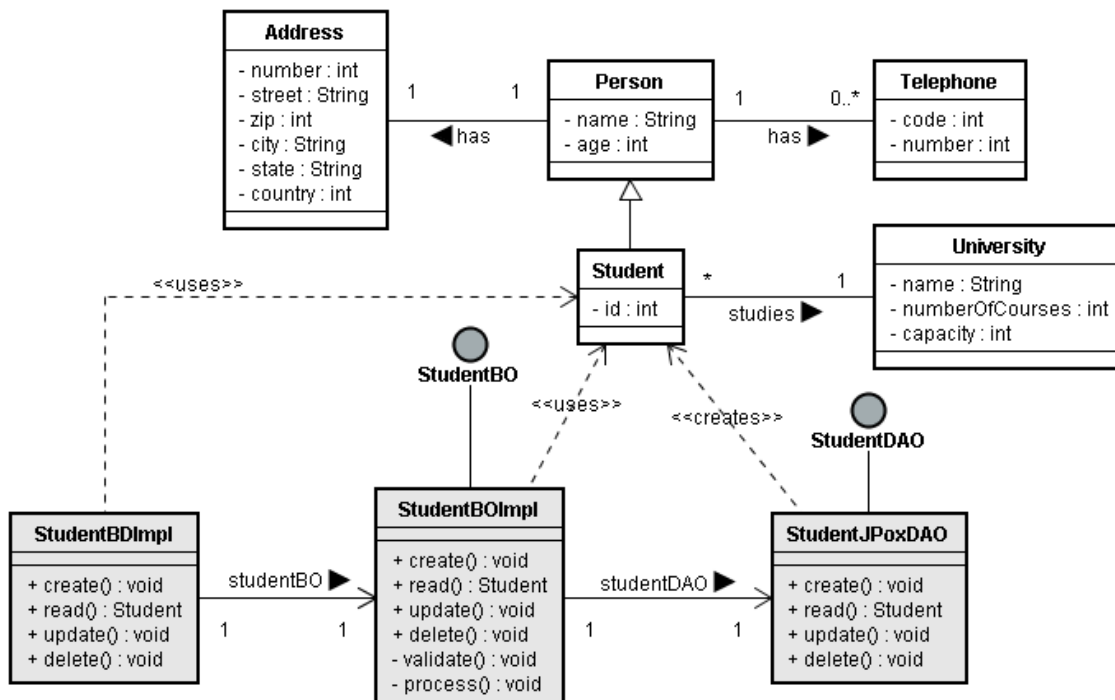 Address
- number : int
- street : String
- zip : int
- city : String
- state : String
- country : int
1 1
has
Person
- name : String
- age : int
1 0..*
has
Telephone
- code : int
- number : int
Student
- id : int
* 1
studies
University
- name : String
- numberOfCourses : int
- capacity : int
<<uses>>
StudentBO
<<uses>>
<<creates>>
StudentDAO
StudentBDImpl
+ create() : void
+ read() : Student
+ update() : void
+ delete() : void
studentBO
1 1
StudentBOImpl
+ create() : void
+ read() : Student
+ update() : void
+ delete() : void
- validate() : void
- process() : void
studentDAO
1 1
StudentJPoxDAO
+ create() : void
+ read() : Student
+ update() : void
+ delete() : void